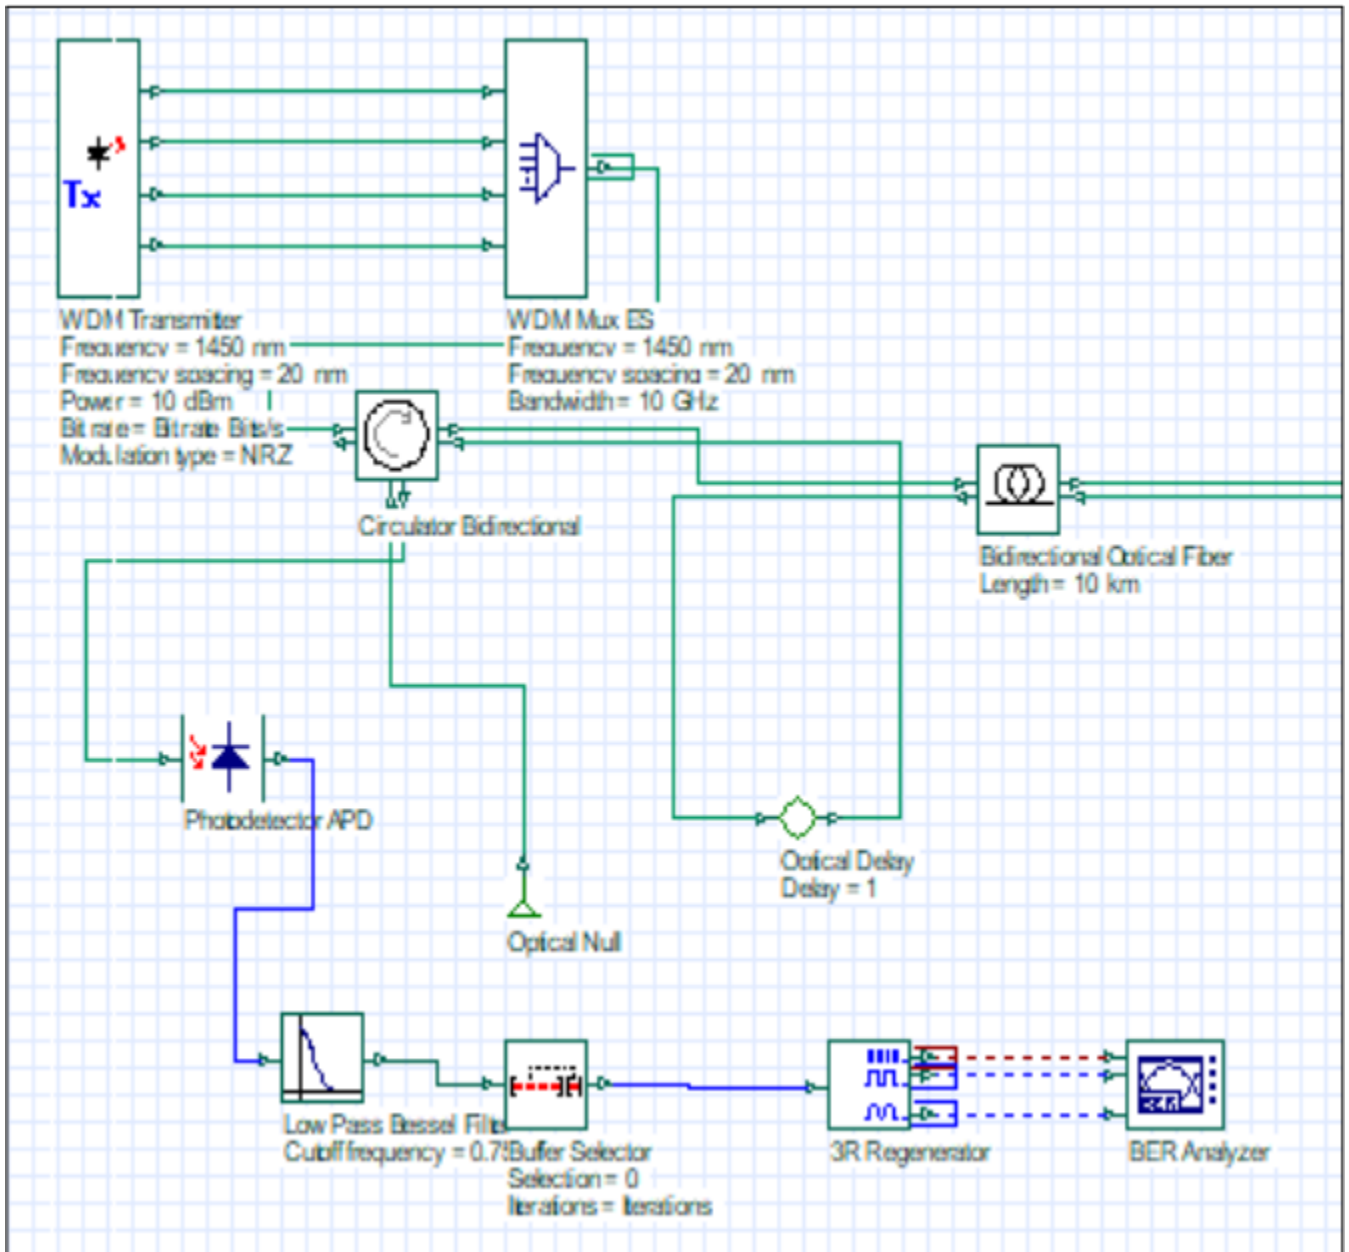 Tx
WDM Transmitter
Frequency = 1450 nm
Frequency spacing = 20 nm
Power = 10 dBm
Bit rate = Bit rate Bits/s
Modulation type = NRZ
WDM Mux ES
Frequency = 1450 nm
Frequency spacing = 20 nm
Bandwidth = 10 GHz
Circulator Bidirectional
Bidirectional Optical Fiber
Length = 10 km
Photodetector APD
Optical Delay
Delay = 1
Optical Null
Low Pass Bessel Filte
Cutoff frequency = 0.75
Buffer Selector
Selection = 0
Iterations = Iterations
3R Regenerator
BER Analyzer